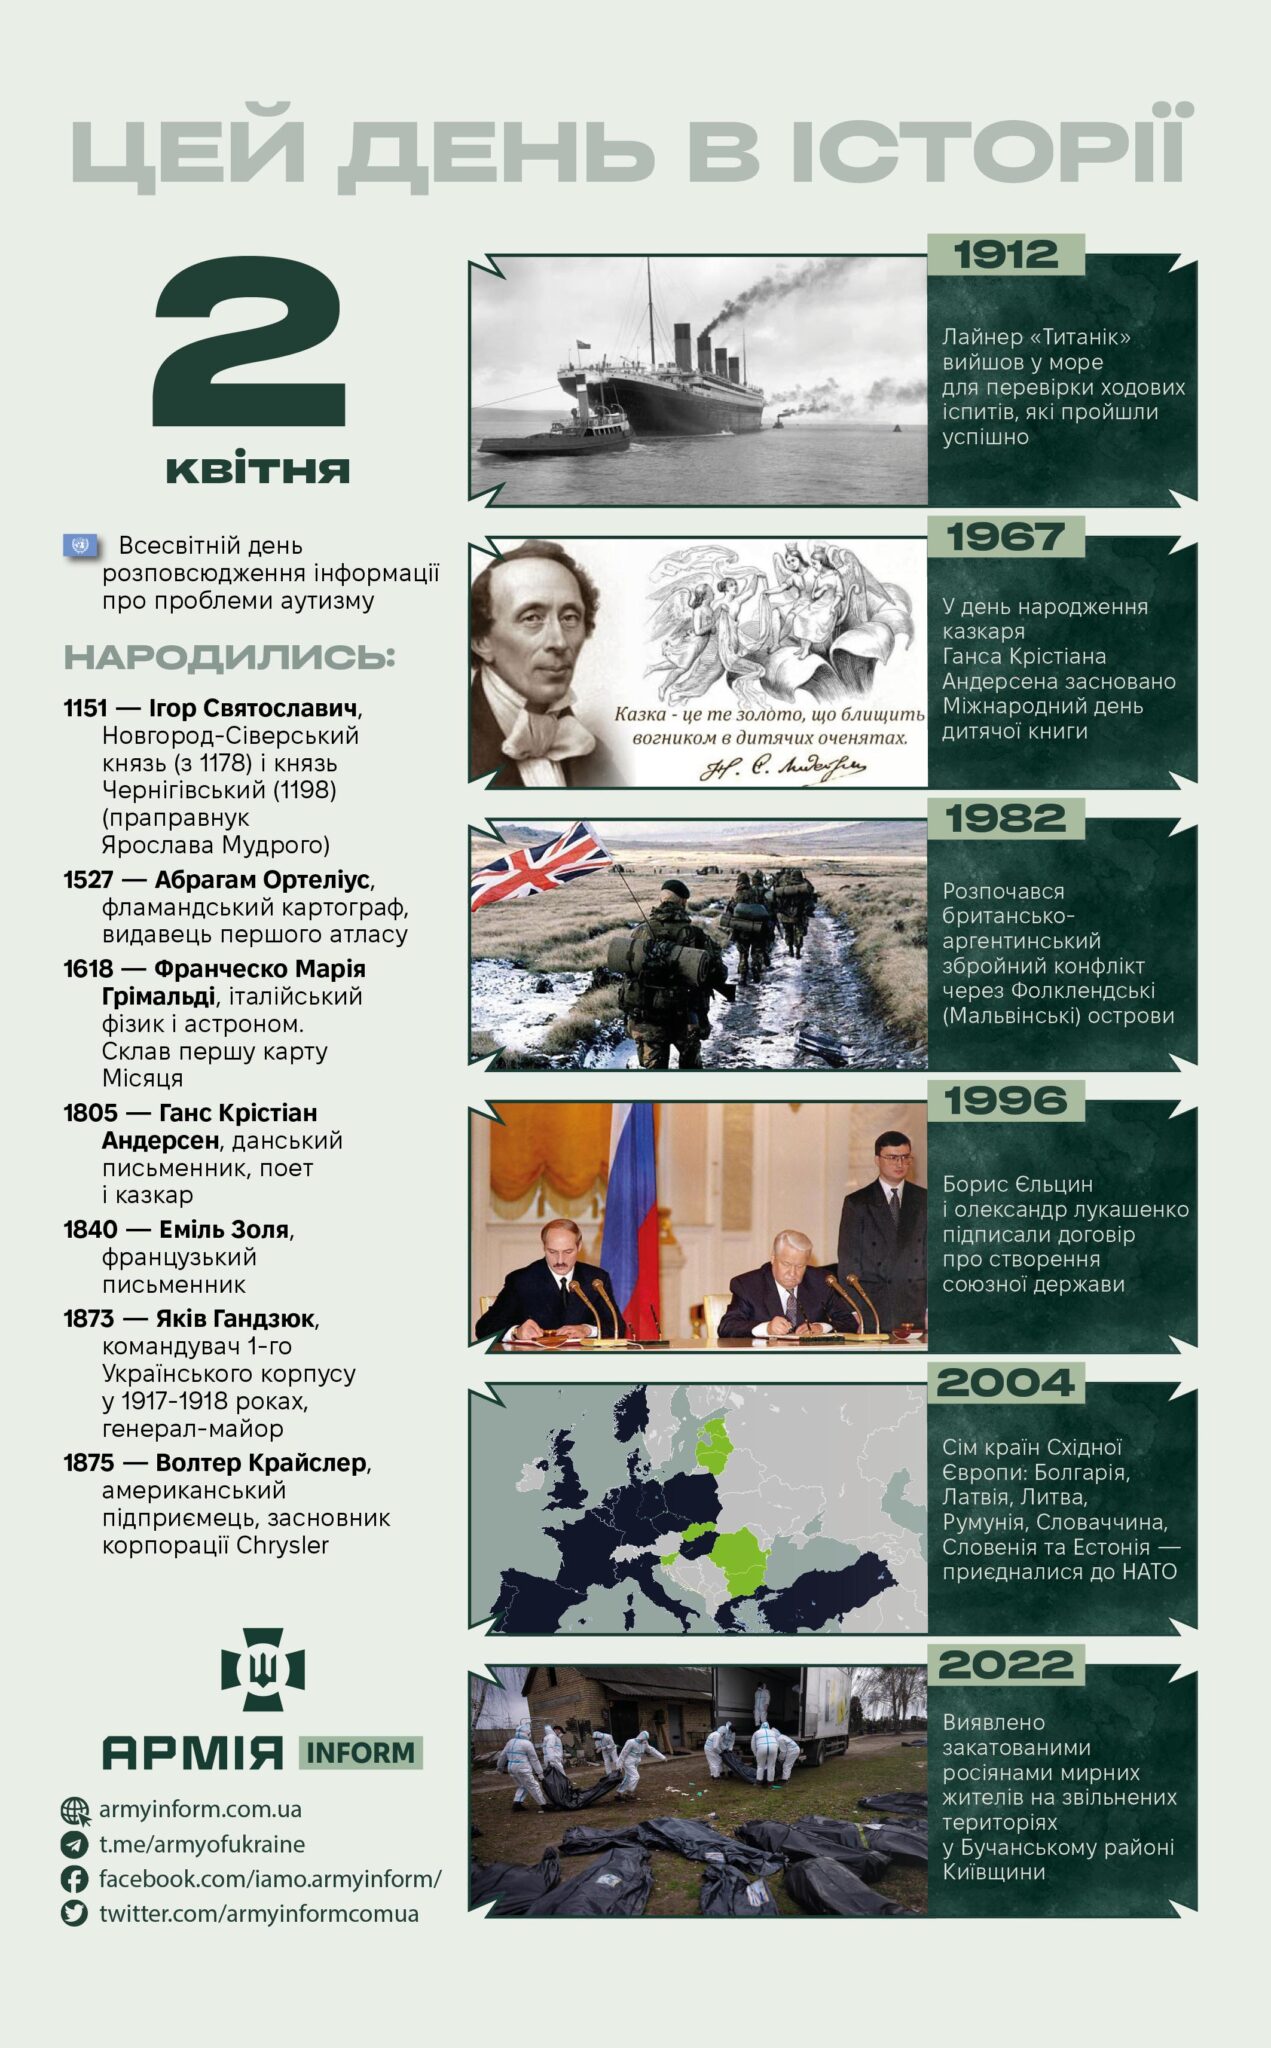 ЦЕЙ ДЕНЬ В ІСТОРІЇ
2
квітня
Всесвітній день
розповсюдження інформації
про проблеми аутизму
НАРОДИЛИСЬ:
1151 — Ігор Святославич,
Новгород-Сіверський
князь (з 1178) і князь
Чернігівський (1198)
(праправнук
Ярослава Мудрого)
1527 — Абрагам Ортеліус,
фламандський картограф,
видавець першого атласу
1618 — Франческо Марія
Грімальді, італійський
фізик і астроном.
Склав першу карту
Місяця
1805 — Ганс Крістіан
Андерсен, данський
письменник, поет
і казкар
1840 — Еміль Золя,
французький
письменник
1873 — Яків Гандзюк,
командувач 1-го
Українського корпусу
у 1917-1918 роках,
генерал-майор
1875 — Волтер Крайслер,
американський
підприємець, засновник
корпорації Chrysler
АРМІЯ INFORM
armyinform.com.ua
t.me/armyofukraine
facebook.com/iamo.armyinform/
twitter.com/armyinformcomua
1912
Лайнер «Титанік»
вийшов у море
для перевірки ходових
іспитів, які пройшли
успішно
1967
Казка - це те золото, що блищить
вогником в дитячих оченятах.
Н. С. Андерсен
У день народження
казкаря
Ганса Крістіана
Андерсена засновано
Міжнародний день
дитячої книги
1982
Розпочався
британсько-
аргентинський
збройний конфлікт
через Фолклендські
(Мальвінські) острови
1996
Борис Єльцин
і олександр лукашенко
підписали договір
про створення
союзної держави
2004
Сім країн Східної
Європи: Болгарія,
Латвія, Литва,
Румунія, Словаччина,
Словенія та Естонія —
приєдналися до НАТО
2022
Виявлено
закатованими
росіянами мирних
жителів на звільнених
територіях
у Бучанському районі
Київщини